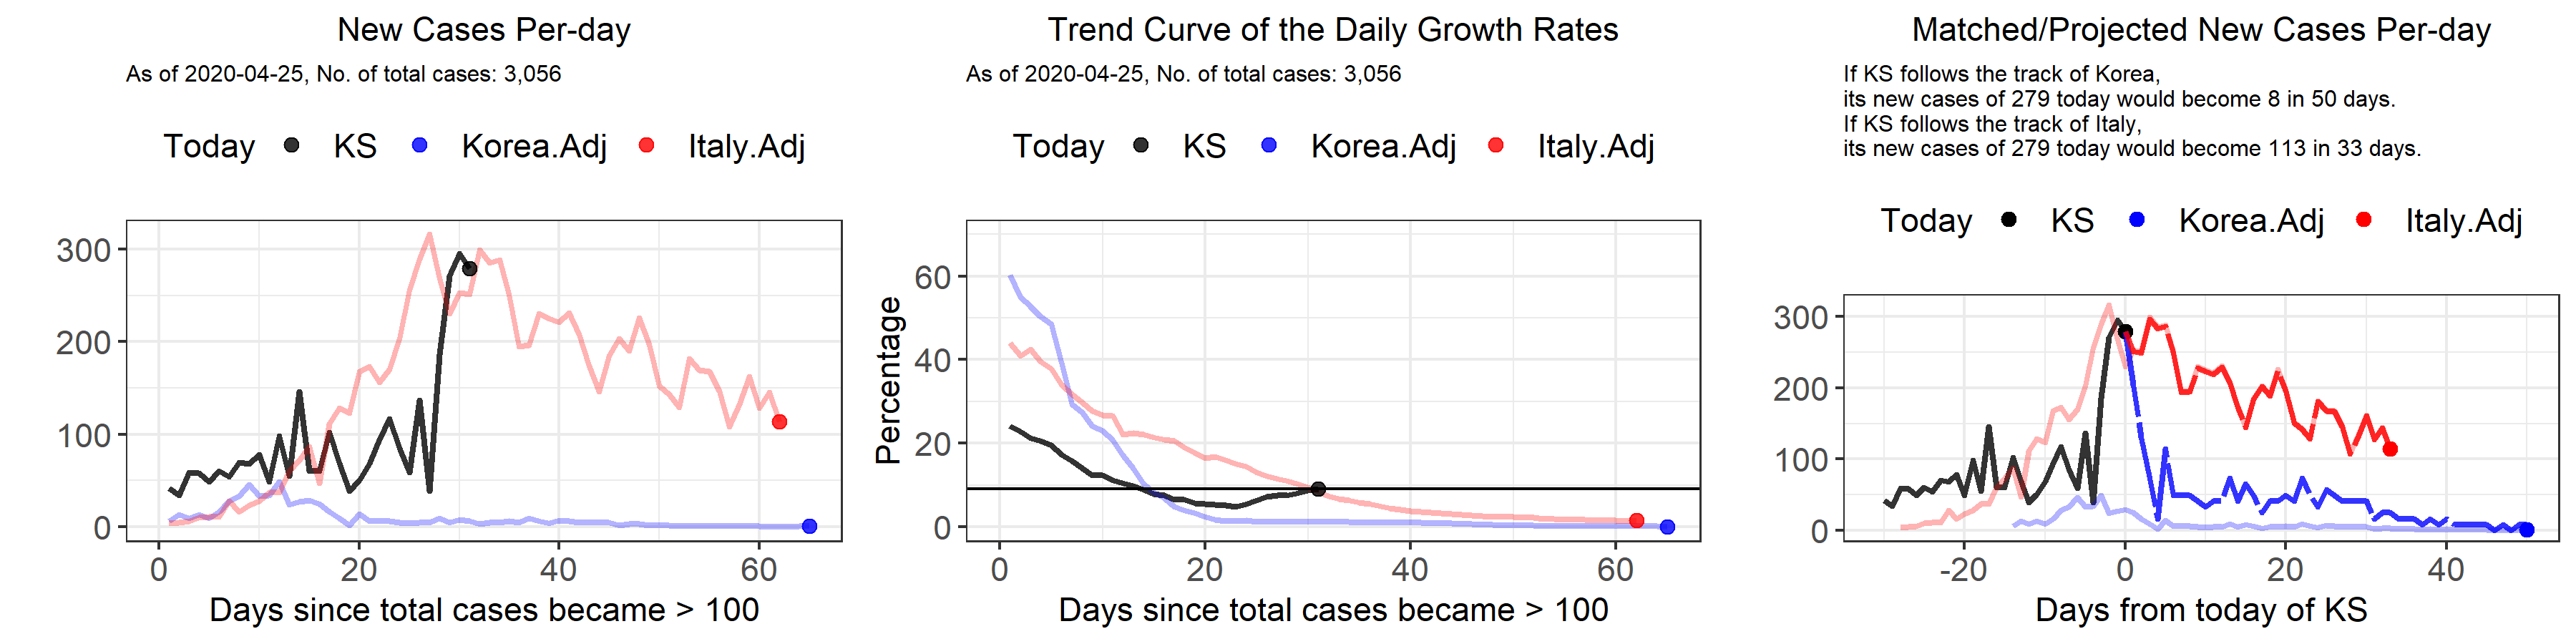 New Cases Per-day
As of 2020-04-25, No. of total cases: 3,056
Today KS Korea.Adj Italy.Adj
300
200
100
0
0 20 40 60
Days since total cases became > 100
Trend Curve of the Daily Growth Rates
As of 2020-04-25, No. of total cases: 3,056
Today KS Korea.Adj Italy.Adj
Percentage
60
40
20
0
0 20 40 60
Days since total cases became > 100
Matched/Projected New Cases Per-day
If KS follows the track of Korea,
its new cases of 279 today would become 8 in 50 days.
If KS follows the track of Italy,
its new cases of 279 today would become 113 in 33 days.
Today KS Korea.Adj Italy.Adj
300
200
100
0
-20 0 20 40
Days from today of KS